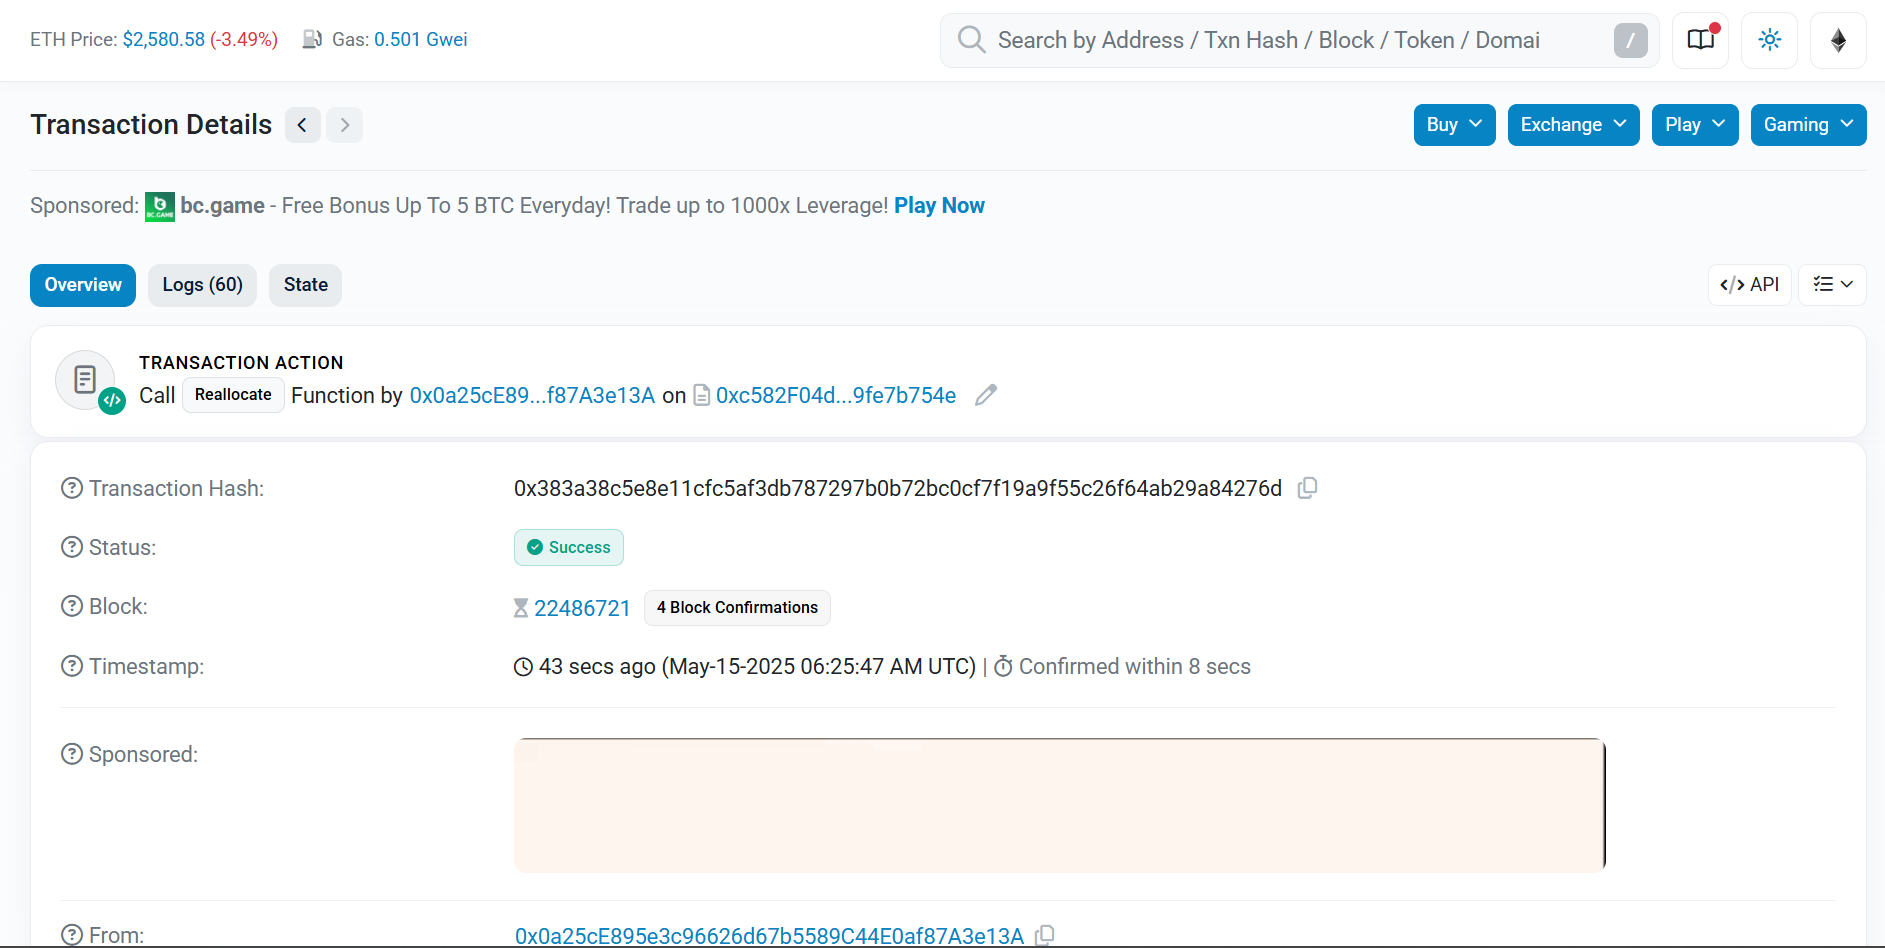 ETH Price: $2,580.58 (-3.49%) Gas: 0.501 Gwei
Search by Address / Txn Hash / Block / Token / Domai /
Transaction Details
Buy Exchange Play Gaming
Sponsored: BC.GAME bc.game - Free Bonus Up To 5 BTC Everyday! Trade up to 1000x Leverage! Play Now
Overview Logs (60) State
</> API
TRANSACTION ACTION
</> Call Reallocate Function by 0x0a25cE89...f87A3e13A on 0xc582F04d...9fe7b754e
? Transaction Hash: 0x383a38c5e8e11cfc5af3db787297b0b72bc0cf7f19a9f55c26f64ab29a84276d
? Status: Success
? Block: 22486721 4 Block Confirmations
? Timestamp: 43 secs ago (May-15-2025 06:25:47 AM UTC) | Confirmed within 8 secs
? Sponsored:
? From: 0x0a25cE895e3c96626d67b5589C44E0af87A3e13A